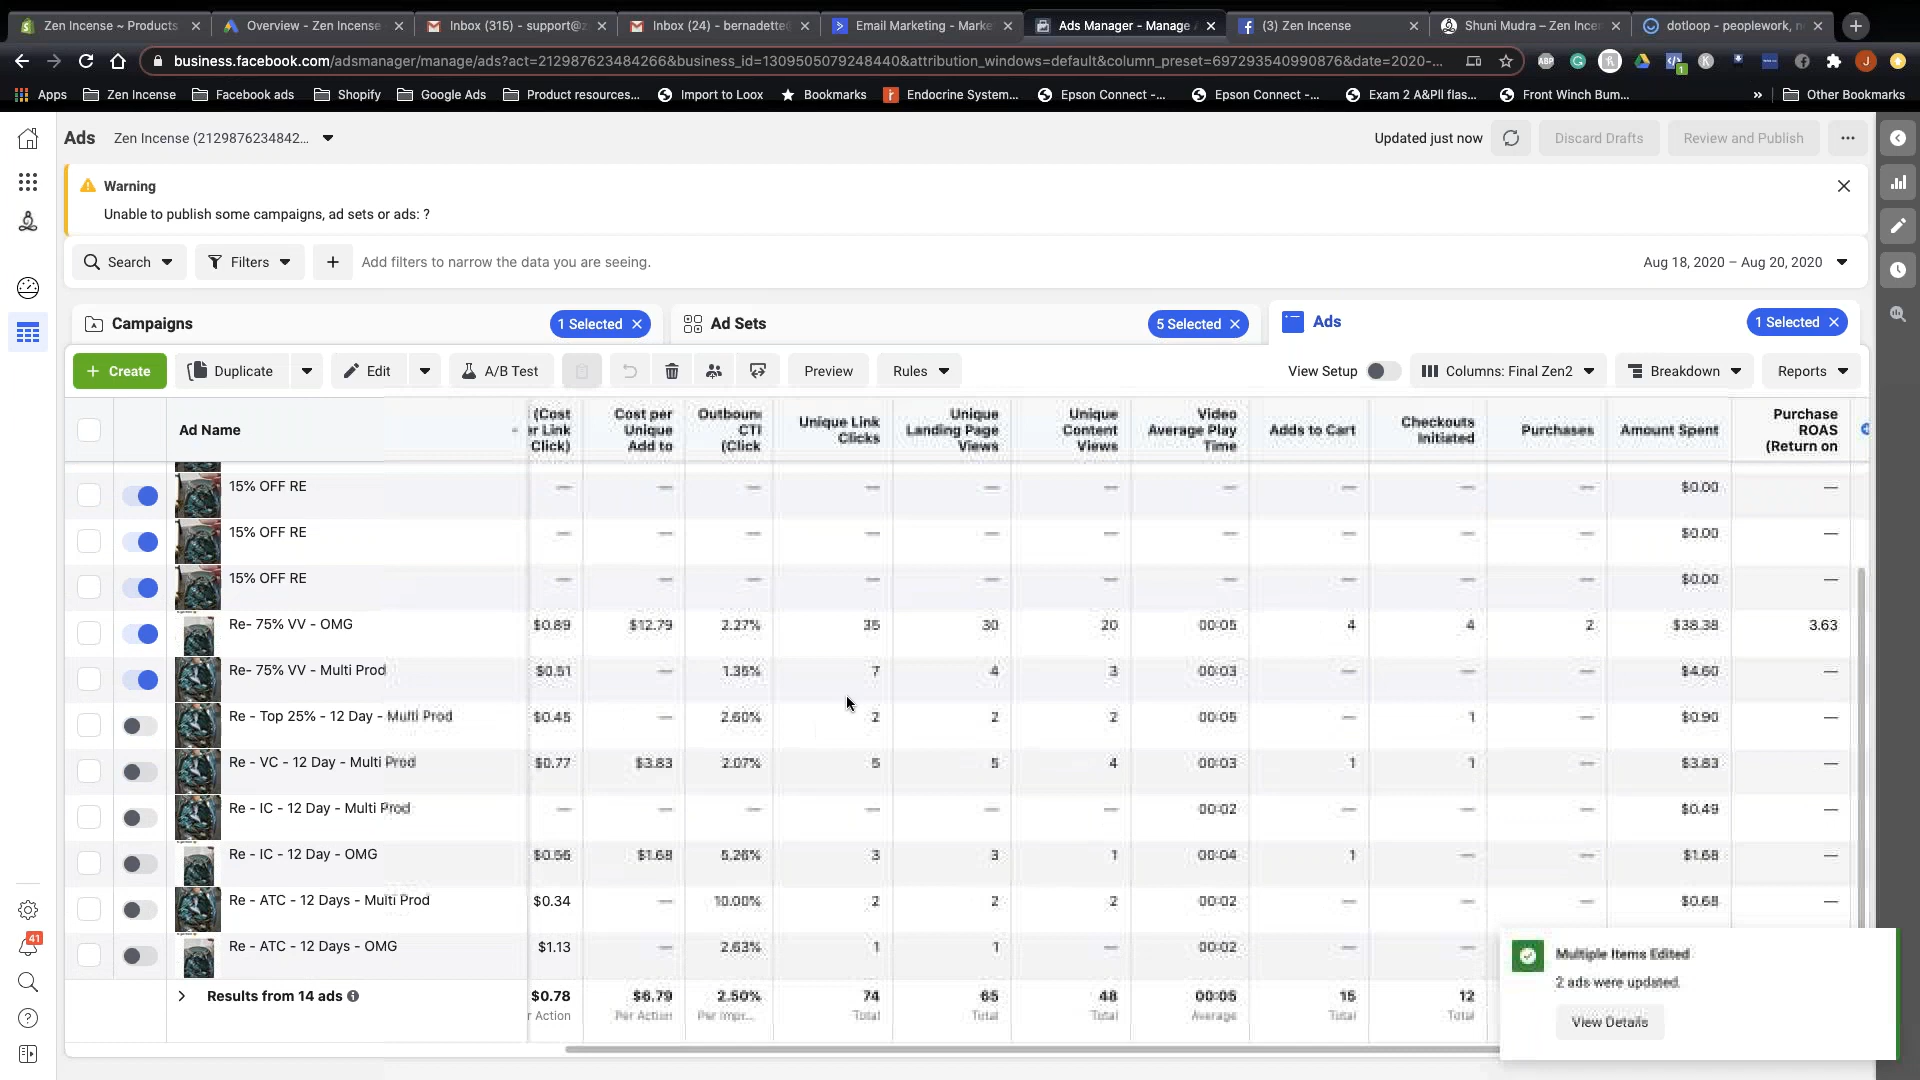 Zen Incense ~ Products
Overview - Zen Incense
Inbox (315) - support@z
Inbox (24) - bernadette
Email Marketing - Marke
Ads Manager - Manage
(3) Zen Incense
Shuni Mudra – Zen Ince
dotloop - peoplework, n
business.facebook.com/adsmanager/manage/ads?act=212987623484266&business_id=1309505079248440&attribution_windows=default&column_preset=697293540990876&date=2020-...
ABP
1
J
Apps
Zen Incense
Facebook ads
Shopify
Google Ads
Product resources...
Import to Loox
Bookmarks
Endocrine System...
Epson Connect -...
Epson Connect -...
Exam 2 A&PII flas...
Front Winch Bum...
»
Other Bookmarks
Ads
Zen Incense (2129876234842...
Updated just now
Discard Drafts
Review and Publish
Warning
Unable to publish some campaigns, ad sets or ads: ?
Search
Filters
Add filters to narrow the data you are seeing.
Aug 18, 2020 – Aug 20, 2020
Campaigns
1 Selected
Ad Sets
5 Selected
Ads
1 Selected
+ Create
Duplicate
Edit
A/B Test
Preview
Rules
View Setup
Columns: Final Zen2
Breakdown
Reports
Ad Name
(Cost
er Link
Click)
Cost per
Unique
Add to
Outboun
CTI
(Click
Unique Link
Clicks
Unique
Landing Page
Views
Unique
Content
Views
Video
Average Play
Time
Adds to Cart
Checkouts
Initiated
Purchases
Amount Spent
Purchase
ROAS
(Return on
15% OFF RE — — — — — — — — — — $0.00 —
15% OFF RE — — — — — — — — — — $0.00 —
15% OFF RE — — — — — — — — — — $0.00 —
Re- 75% VV - OMG $0.89 $12.79 2.27% 35 30 20 00:05 4 4 2 $38.38 3.63
Re- 75% VV - Multi Prod $0.51 — 1.35% 7 4 3 00:03 — — — $4.60 —
Re - Top 25% - 12 Day - Multi Prod $0.45 — 2.60% 2 2 2 00:05 — 1 — $0.90 —
Re - VC - 12 Day - Multi Prod $0.77 $3.83 2.07% 5 5 4 00:03 1 1 — $3.83 —
Re - IC - 12 Day - Multi Prod — — — — — — 00:02 — — — $0.49 —
Re - IC - 12 Day - OMG $0.56 $1.68 5.26% 3 3 1 00:04 1 — — $1.68 —
Re - ATC - 12 Days - Multi Prod $0.34 — 10.00% 2 2 2 00:02 — — — $0.68 —
Re - ATC - 12 Days - OMG $1.13 — 2.63% 1 1 — 00:02 — —
Results from 14 ads $0.78 $6.79 2.50% 74 65 48 00:05 15 12
r Action Per Action Per Impr... Total Total Total Average Total Total
Multiple Items Edited
2 ads were updated.
View Details
41